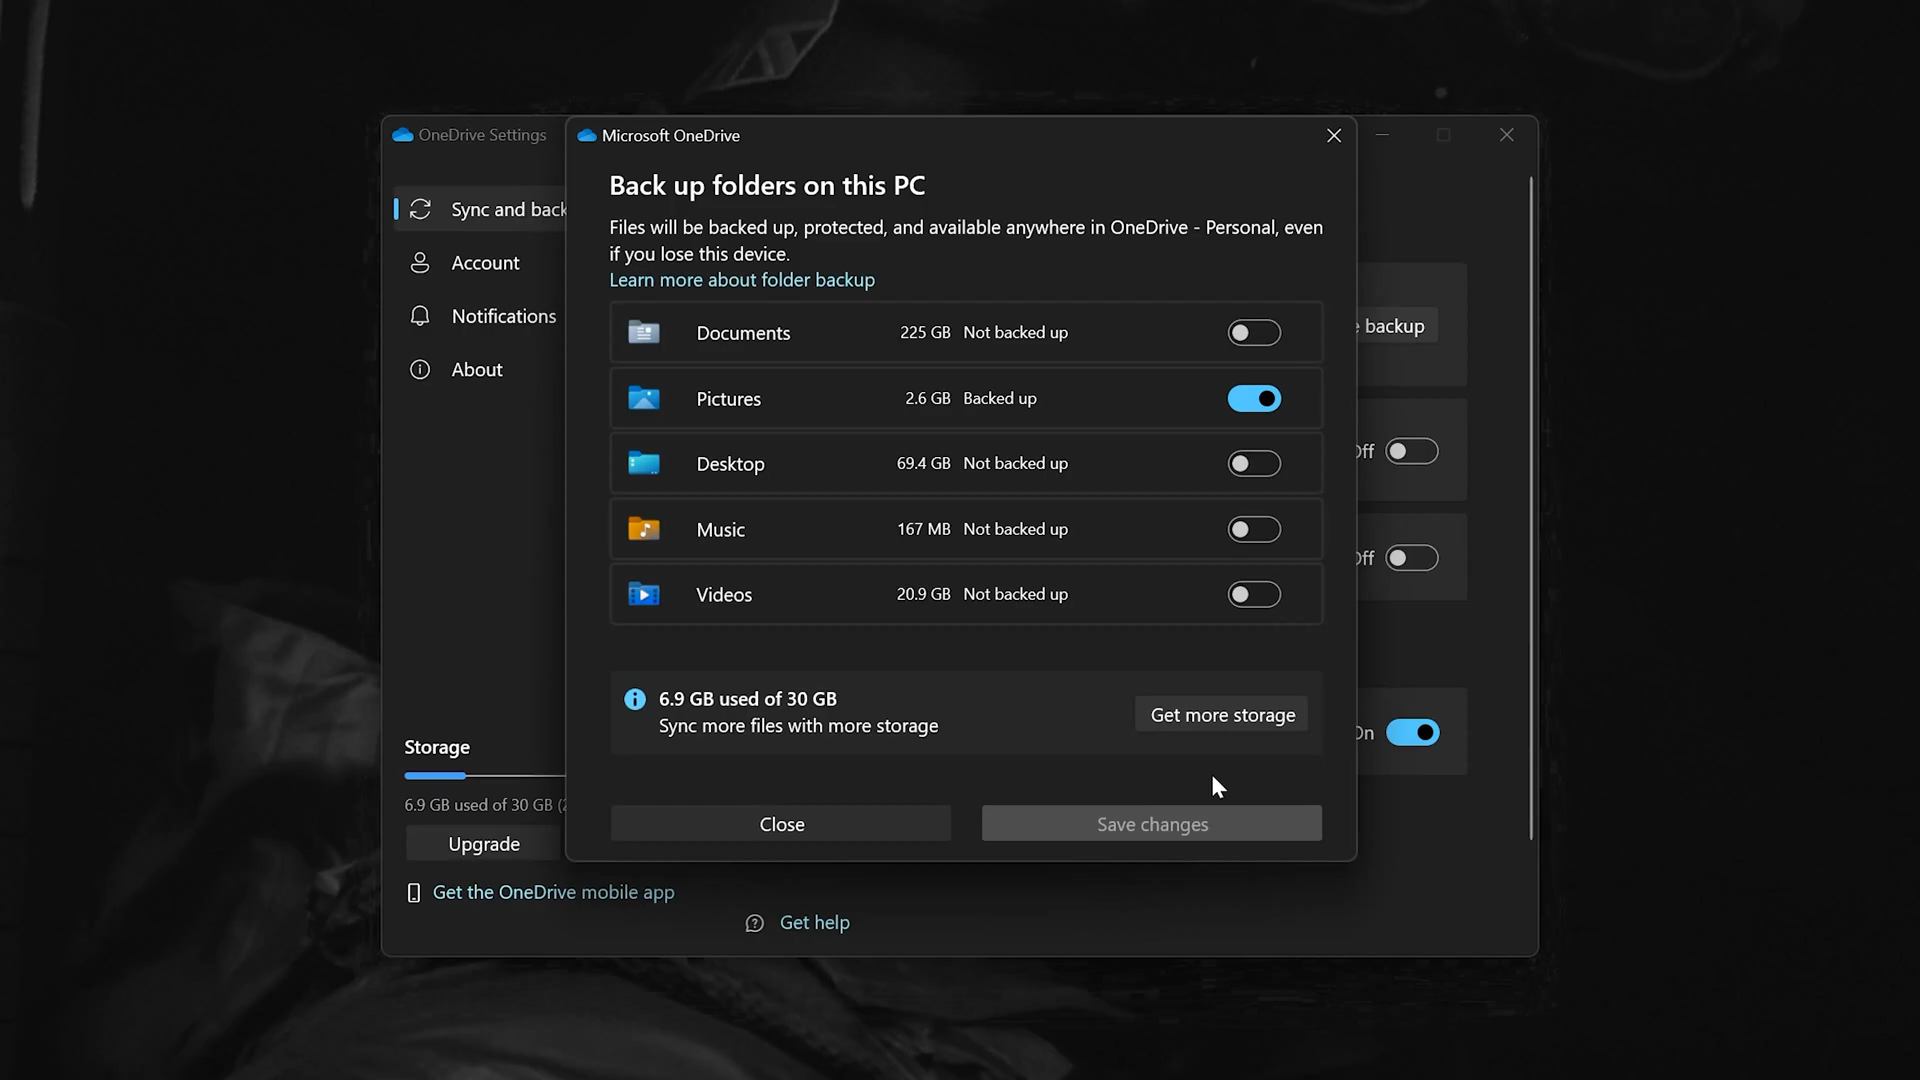 OneDrive Settings
Sync and back
Account
Notifications
About
Storage
6.9 GB used of 30 GB
Upgrade
Get the OneDrive mobile app
Get help
Microsoft OneDrive
Back up folders on this PC
Files will be backed up, protected, and available anywhere in OneDrive - Personal, even
if you lose this device.
Learn more about folder backup
Documents 225 GB Not backed up
Pictures 2.6 GB Backed up
Desktop 69.4 GB Not backed up
Music 167 MB Not backed up
Videos 20.9 GB Not backed up
6.9 GB used of 30 GB
Sync more files with more storage
Get more storage
Close
Save changes
backup
Off
Off
On